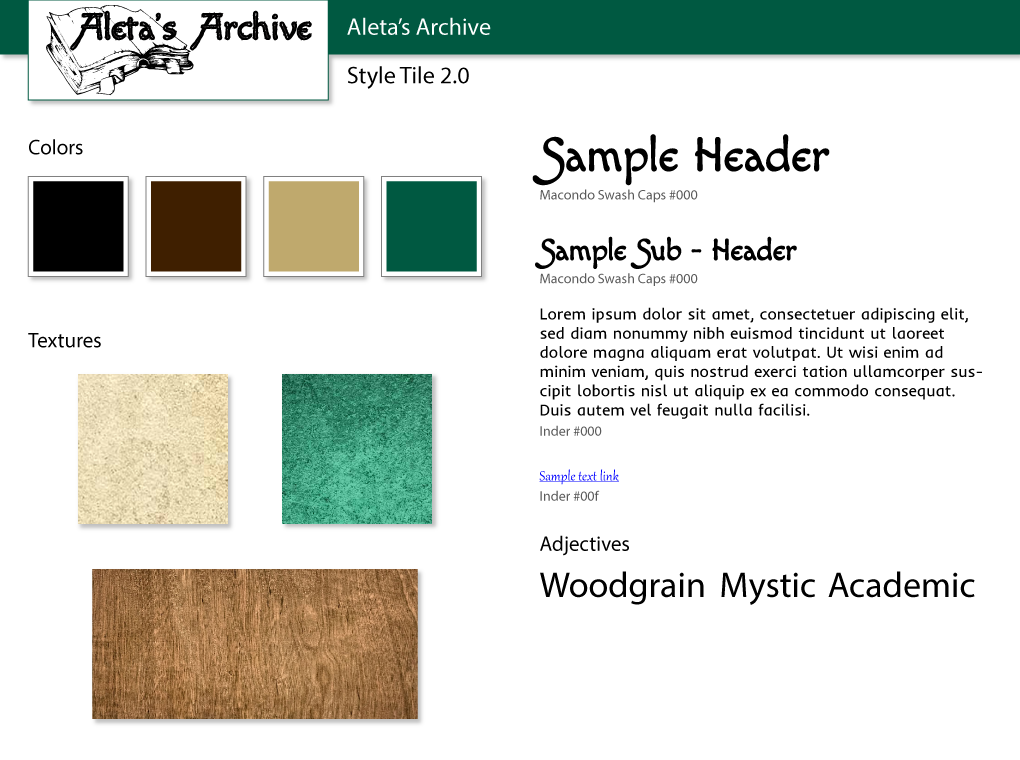 Aleta's Archive
Aleta’s Archive
Style Tile 2.0
Colors
Textures
Sample Header
Macondo Swash Caps #000
Sample Sub - Header
Macondo Swash Caps #000
Lorem ipsum dolor sit amet, consectetuer adipiscing elit,
sed diam nonummy nibh euismod tincidunt ut laoreet
dolore magna aliquam erat volutpat. Ut wisi enim ad
minim veniam, quis nostrud exerci tation ullamcorper sus-
cipit lobortis nisl ut aliquip ex ea commodo consequat.
Duis autem vel feugait nulla facilisi.
Inder #000
Sample text link
Inder #00f
Adjectives
Woodgrain Mystic Academic